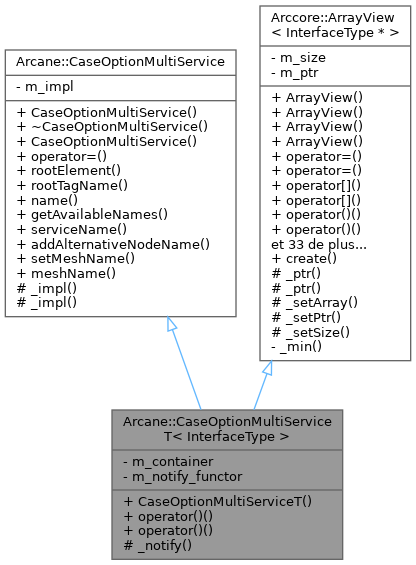 Arcane::CaseOptionMultiService
- m_impl
+ CaseOptionMultiService()
+ ~CaseOptionMultiService()
+ CaseOptionMultiService()
+ operator=()
+ rootElement()
+ rootTagName()
+ name()
+ getAvailableNames()
+ serviceName()
+ addAlternativeNodeName()
+ setMeshName()
+ meshName()
# _impl()
# _impl()
Arccore::ArrayView
< InterfaceType * >
- m_size
- m_ptr
+ ArrayView()
+ ArrayView()
+ ArrayView()
+ ArrayView()
+ operator=()
+ operator=()
+ operator[]()
+ operator[]()
+ operator()()
+ operator()()
et 33 de plus...
+ create()
# _ptr()
# _ptr()
# _setArray()
# _setPtr()
# _setSize()
- _min()
Arcane::CaseOptionMultiService
T< InterfaceType >
- m_container
- m_notify_functor
+ CaseOptionMultiServiceT()
+ operator()()
+ operator()()
# _notify()